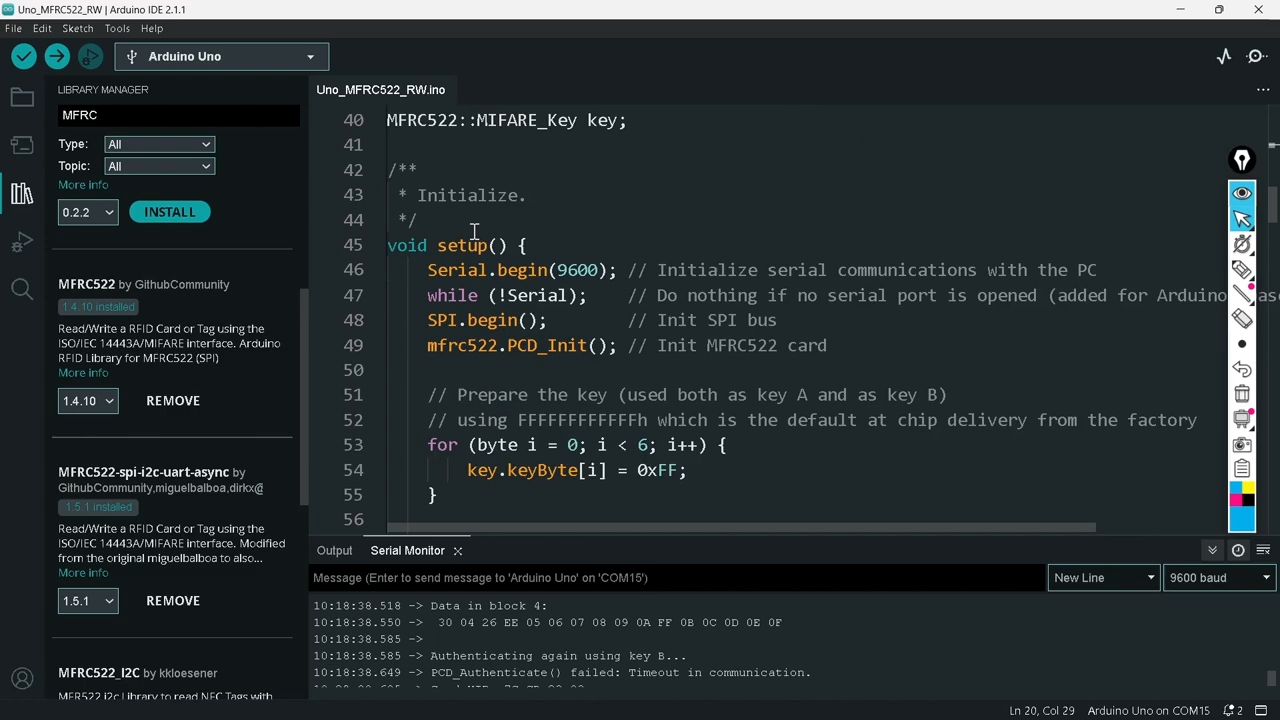 Uno_MFRC522_RW | Arduino IDE 2.1.1
File Edit Sketch Tools Help
Arduino Uno
LIBRARY MANAGER
MFRC
Type: All
Topic: All
More info
0.2.2 INSTALL
MFRC522 by GithubCommunity
1.4.10 installed
Read/Write a RFID Card or Tag using the
ISO/IEC 14443A/MIFARE interface. Arduino
RFID Library for MFRC522 (SPI)
More info
1.4.10 REMOVE
MFRC522-spi-i2c-uart-async by
GithubCommunity,miguelbalboa,dirkx@
1.5.1 installed
Read/Write a RFID Card or Tag using the
ISO/IEC 14443A/MIFARE interface. Modified
from the original miguelbalboa to also...
More info
1.5.1 REMOVE
MFRC522_I2C by kkloesener
MFRC522 i2c Library to read NFC Tags with
Uno_MFRC522_RW.ino
40 MFRC522::MIFARE_Key key;
41
42 /**
43 * Initialize.
44 */
45 void setup() {
46 Serial.begin(9600); // Initialize serial communications with the PC
47 while (!Serial); // Do nothing if no serial port is opened (added for Arduino
48 SPI.begin(); // Init SPI bus
49 mfrc522.PCD_Init(); // Init MFRC522 card
50
51 // Prepare the key (used both as key A and as key B)
52 // using FFFFFFFFFFFFh which is the default at chip delivery from the factory
53 for (byte i = 0; i < 6; i++) {
54 key.keyByte[i] = 0xFF;
55 }
56
Output Serial Monitor
Message (Enter to send message to 'Arduino Uno' on 'COM15') New Line 9600 baud
10:18:38.518 -> Data in block 4:
10:18:38.550 -> 30 04 26 EE 05 06 07 08 09 0A FF 0B 0C 0D 0E 0F
10:18:38.585 ->
10:18:38.585 -> Authenticating again using key B...
10:18:38.649 -> PCD_Authenticate() failed: Timeout in communication.
Ln 20, Col 29 Arduino Uno on COM15 2